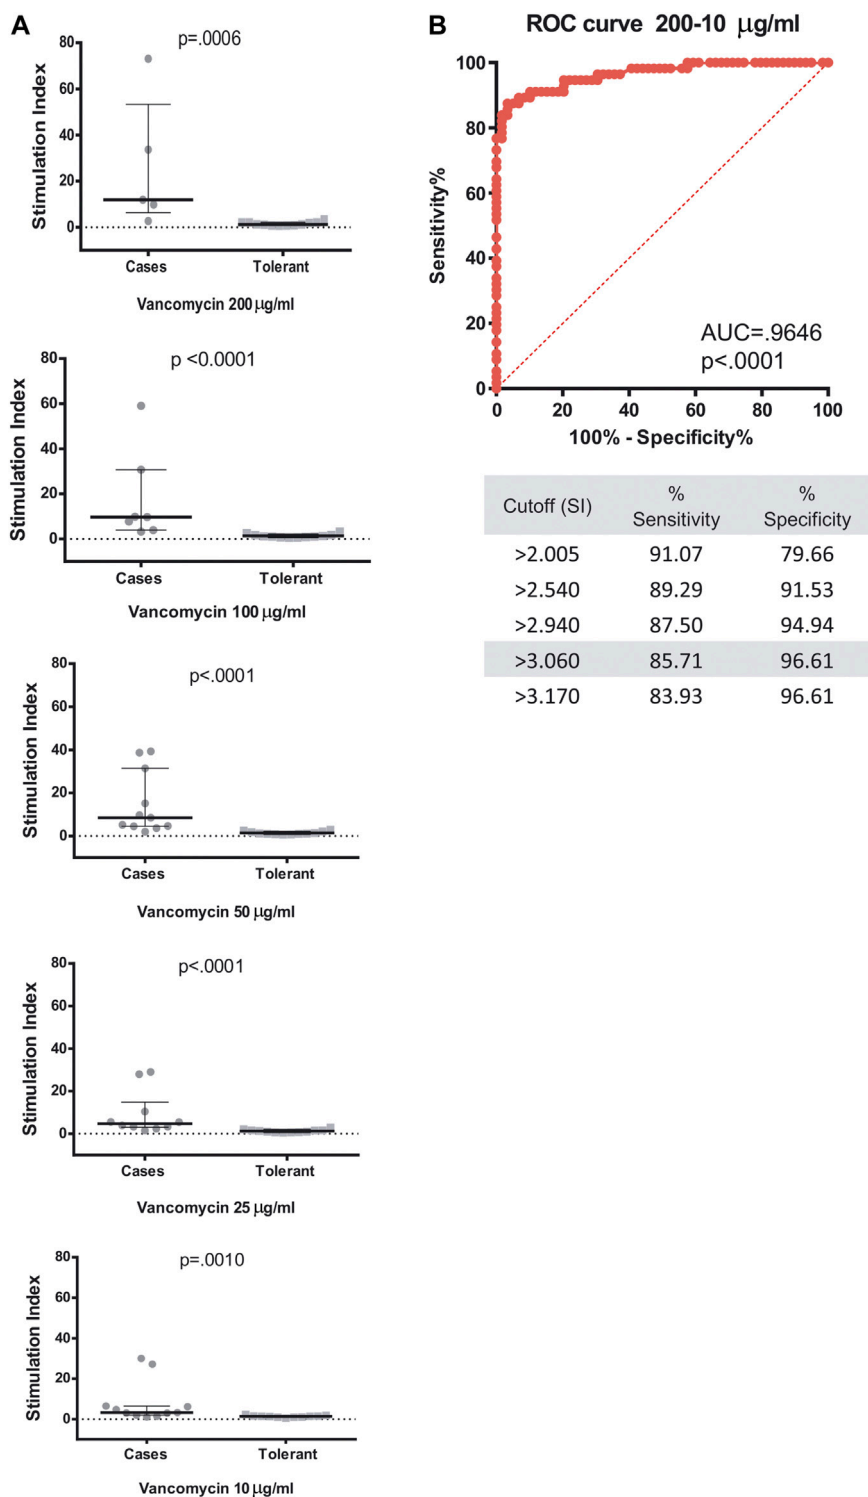 A
p=.0006
Stimulation Index
80
60
40
20
0
Cases Tolerant
Vancomycin 200 µg/ml
p <0.0001
Stimulation Index
80
60
40
20
0
Cases Tolerant
Vancomycin 100 µg/ml
p<.0001
Stimulation Index
80
60
40
20
0
Cases Tolerant
Vancomycin 50 µg/ml
p<.0001
Stimulation Index
80
60
40
20
0
Cases Tolerant
Vancomycin 25 µg/ml
p=.0010
Stimulation Index
80
60
40
20
0
Cases Tolerant
Vancomycin 10 µg/ml
B
ROC curve 200-10 µg/ml
Sensitivity%
100
80
60
40
20
0
AUC=.9646
p<.0001
0 20 40 60 80 100
100% - Specificity%
Cutoff (SI) % Sensitivity % Specificity
>2.005 91.07 79.66
>2.540 89.29 91.53
>2.940 87.50 94.94
>3.060 85.71 96.61
>3.170 83.93 96.61